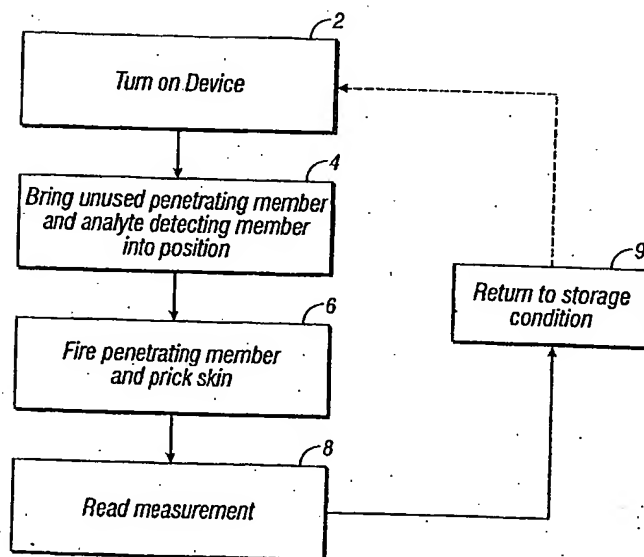 2
Turn on Device
4
Bring unused penetrating member
and analyte detecting member
into position
6
Fire penetrating member
and prick skin
8
Read measurement
9
Return to storage
condition